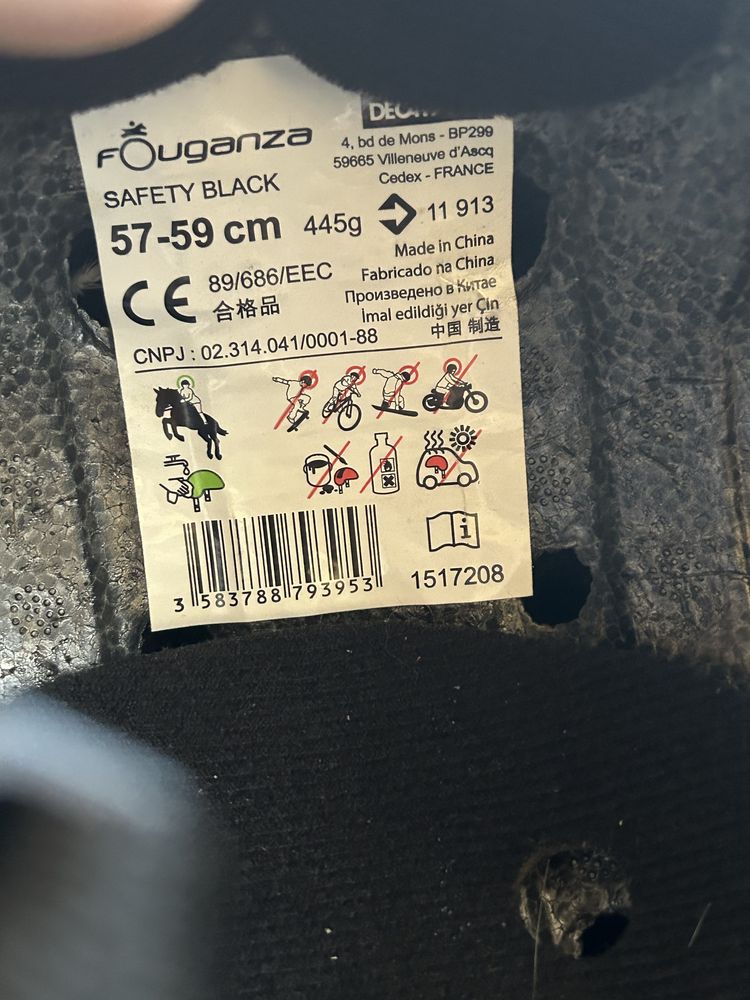 FOuganza
4, bd de Mons - BP299
59665 Villeneuve d'Ascq
Cedex - FRANCE
SAFETY BLACK
57-59 cm 445g 11 913
CE 89/686/EEC
合格品
Made in China
Fabricado na China
Произведено в Китае
İmal edildiği yer Çin
中国 制造
CNPJ : 02.314.041/0001-88
i
3 583788 793953
1517208